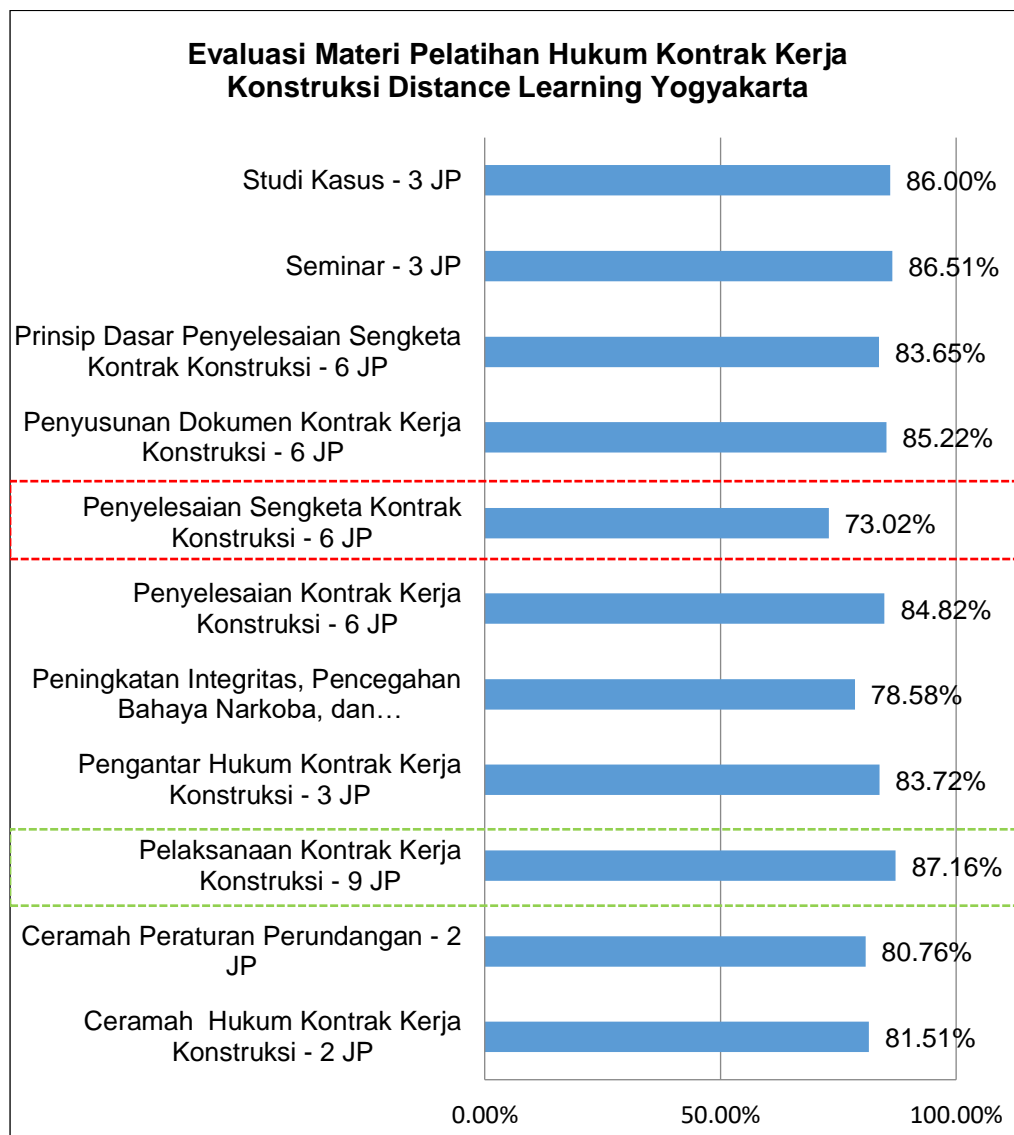 Evaluasi Materi Pelatihan Hukum Kontrak Kerja
Konstruksi Distance Learning Yogyakarta
Studi Kasus - 3 JP
86.00%
Seminar - 3 JP
86.51%
Prinsip Dasar Penyelesaian Sengketa
Kontrak Konstruksi - 6 JP
83.65%
Penyusunan Dokumen Kontrak Kerja
Konstruksi - 6 JP
85.22%
Penyelesaian Sengketa Kontrak
Konstruksi - 6 JP
73.02%
Penyelesaian Kontrak Kerja
Konstruksi - 6 JP
84.82%
Peningkatan Integritas, Pencegahan
Bahaya Narkoba, dan…
78.58%
Pengantar Hukum Kontrak Kerja
Konstruksi - 3 JP
83.72%
Pelaksanaan Kontrak Kerja
Konstruksi - 9 JP
87.16%
Ceramah Peraturan Perundangan - 2
JP
80.76%
Ceramah  Hukum Kontrak Kerja
Konstruksi - 2 JP
81.51%
0.00% 50.00% 100.00%